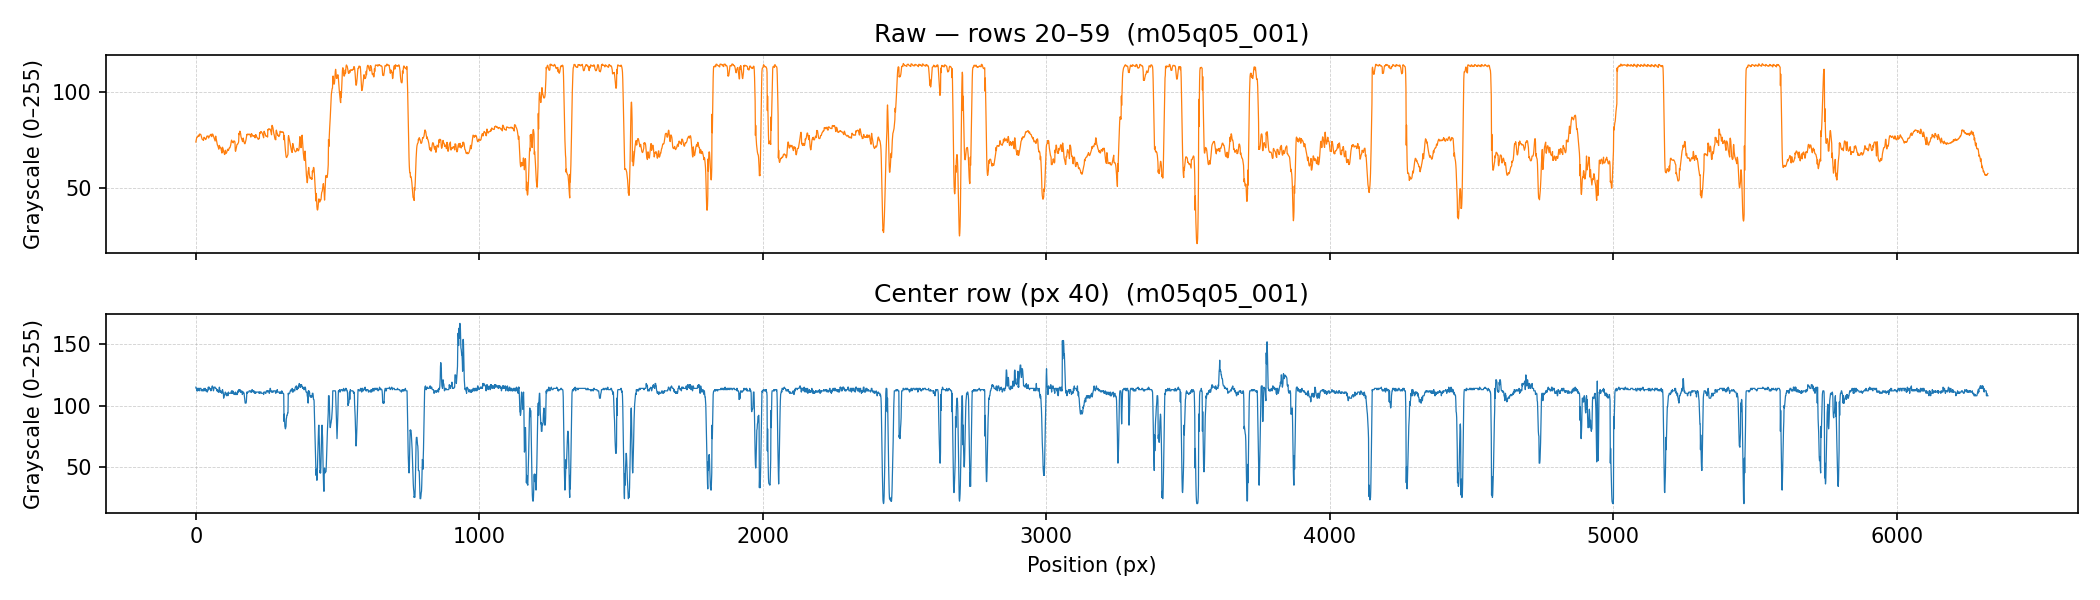 Raw — rows 20–59  (m05q05_001)
Grayscale (0–255)
100
50
Center row (px 40)  (m05q05_001)
Grayscale (0–255)
150
100
50
0 1000 2000 3000 4000 5000 6000
Position (px)